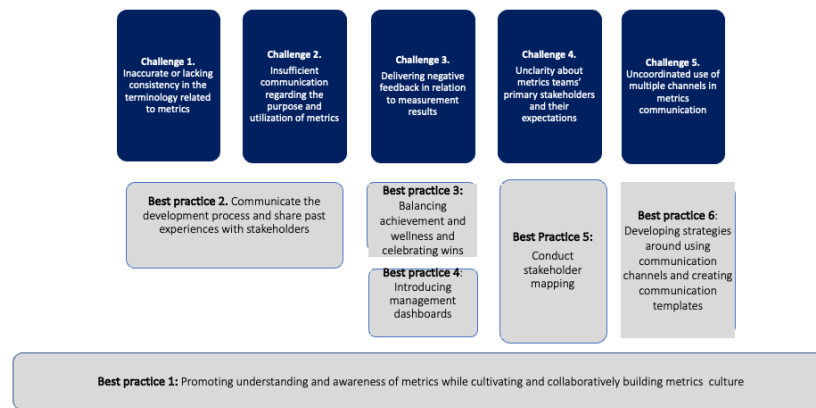 Challenge 1.
Inaccurate or lacking
consistency in the
terminology related
to metrics
Challenge 2.
Insufficient
communication
regarding the
purpose and
utilization of metrics
Challenge 3.
Delivering negative
feedback in relation
to measurement
results
Challenge 4.
Unclarity about
metrics teams’
primary stakeholders
and their
expectations
Challenge 5.
Uncoordinated use of
multiple channels in
metrics
communication
Best practice 2. Communicate the
development process and share past
experiences with stakeholders
Best practice 3:
Balancing
achievement and
wellness and
celebrating wins
Best practice 4:
Introducing
management
dashboards
Best Practice 5:
Conduct
stakeholder
mapping
Best practice 6:
Developing strategies
around using
communication
channels and creating
communication
templates
Best practice 1: Promoting understanding and awareness of metrics while cultivating and collaboratively building metrics culture